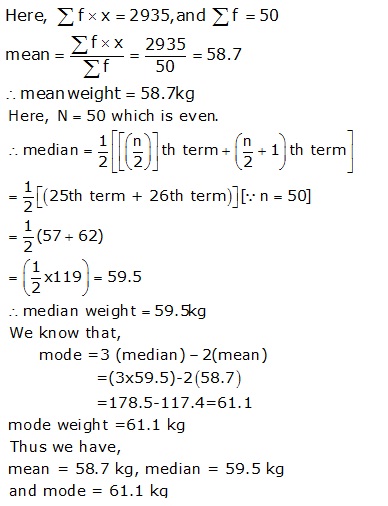 Here, ∑f×x = 2935, and ∑f = 50
mean = ∑f×x/∑f = 2935/50 = 58.7
∴ mean weight = 58.7kg
Here, N = 50 which is even.
∴ median = 1/2[[(n/2)]th term + (n/2 + 1)th term]
= 1/2[(25th term + 26th term)][∵ n = 50]
= 1/2(57 + 62)
= (1/2 x119) = 59.5
∴ median weight = 59.5kg
We know that,
mode =3 (median) – 2(mean)
=(3x59.5)-2(58.7)
=178.5-117.4=61.1
mode weight =61.1 kg
Thus we have,
mean = 58.7 kg, median = 59.5 kg
and mode = 61.1 kg